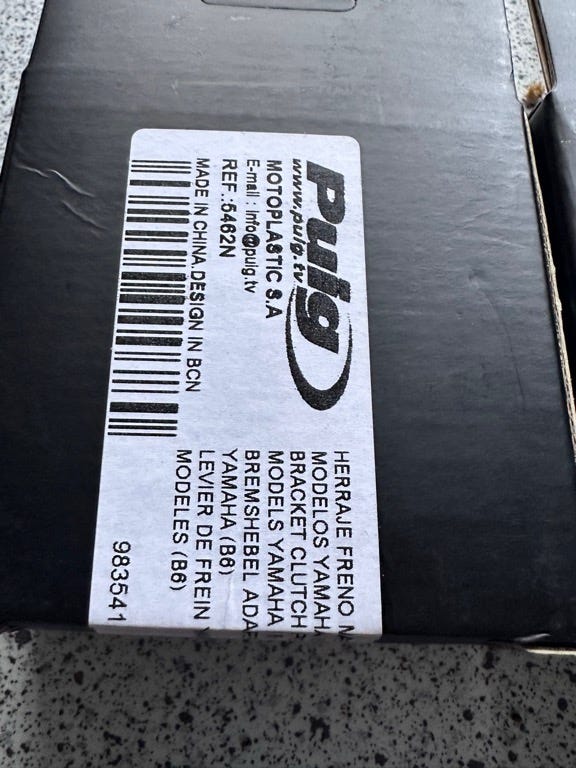 Puig
www.puig.tv
MOTOPLASTIC S.A
E-mail : info@puig.tv
REF.:5462N
MADE IN CHINA.DESIGN IN BCN
HERRAJE FRENO
MODELOS YAMAH
BRACKET CLUTCH
MODELS YAMAHA
BREMSHEBEL ADA
YAMAHA (B6)
LEVIER DE FREIN
MODELES (B6)
983541